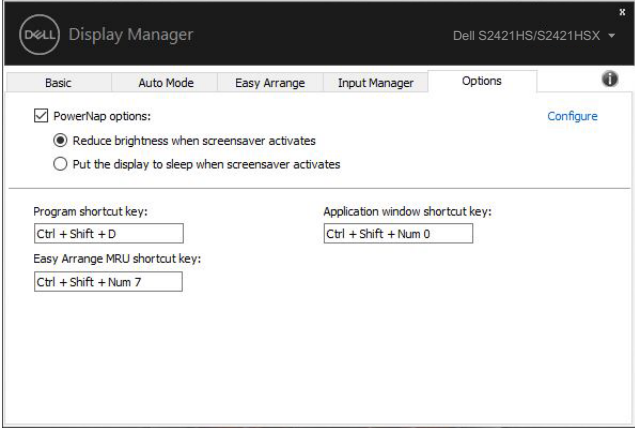 x
DELL Display Manager
Dell S2421HS/S2421HSX
Basic Auto Mode Easy Arrange Input Manager Options
PowerNap options: Configure
Reduce brightness when screensaver activates
Put the display to sleep when screensaver activates
Program shortcut key: Application window shortcut key:
Ctrl + Shift + D Ctrl + Shift + Num 0
Easy Arrange MRU shortcut key:
Ctrl + Shift + Num 7